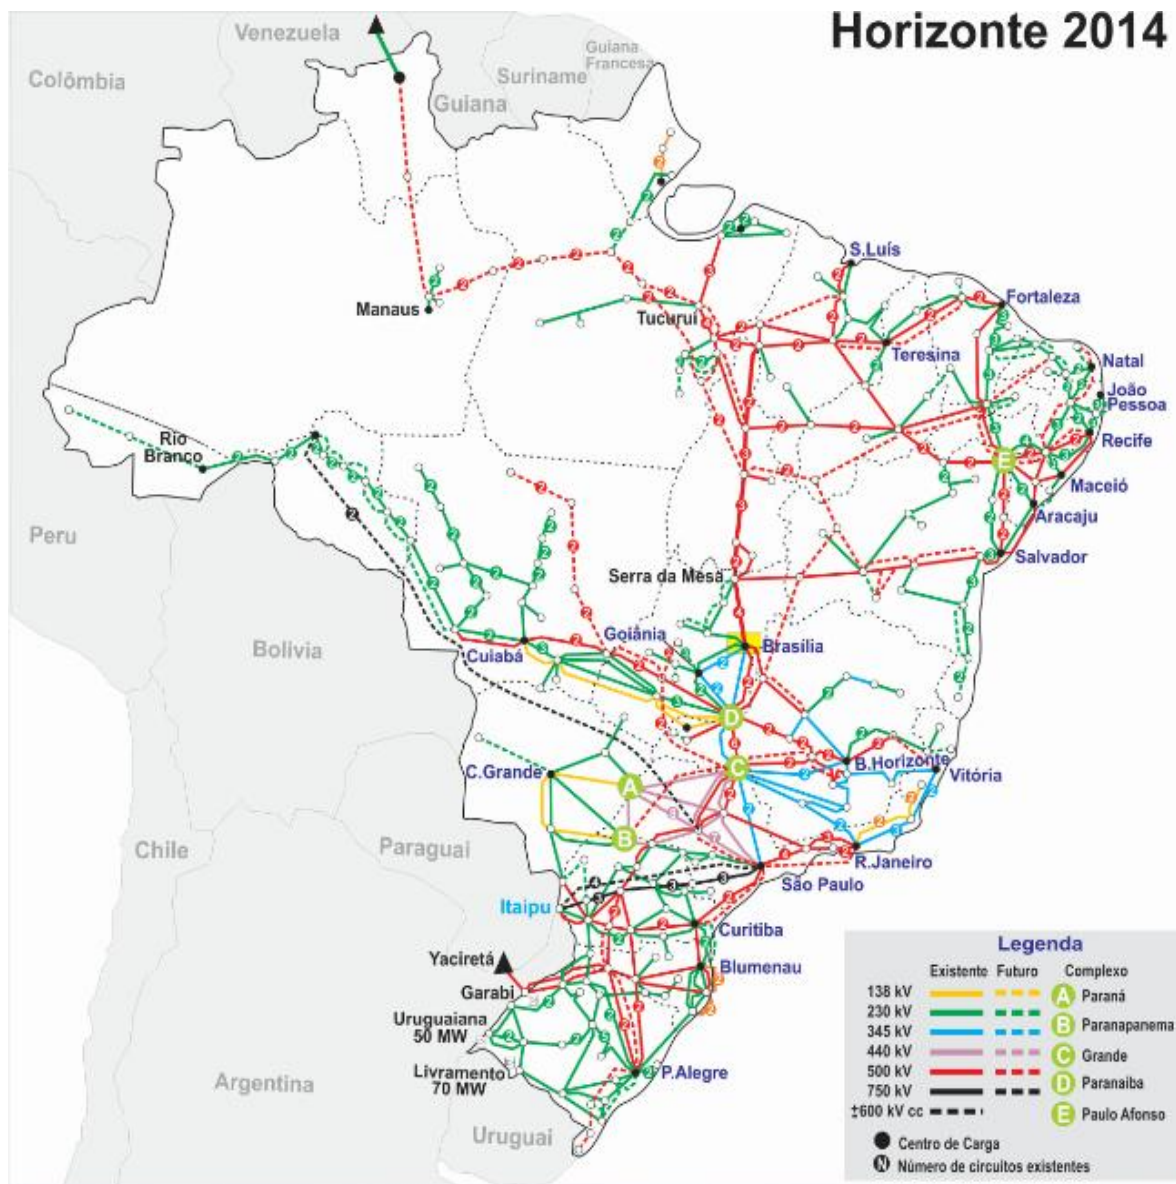 Horizonte 2014
Venezuela
Guiana
Francesa
Suriname
Colômbia
Guiana
S.Luís
Fortaleza
Manaus
Tucuruí
Teresina
Natal
João
Pessoa
Rio
Branco
Recife
E
Maceió
Aracaju
Peru
Salvador
Serra da Mesa
Goiânia
Brasília
Cuiabá
Bolívia
D
C.Grande
C
B.Horizonte
Vitória
A
B
Chile
Paraguai
R.Janeiro
São Paulo
Itaipu
Curitiba
Yaciretá
Blumenau
Garabi
Uruguaiana
50 MW
Livramento
70 MW
P.Alegre
Argentina
Uruguai
Legenda
Existente Futuro Complexo
138 kV A Paraná
230 kV B Paranapanema
345 kV
440 kV C Grande
500 kV D Paranaiba
750 kV
±600 kV cc E Paulo Afonso
Centro de Carga
N Número de circuitos existentes